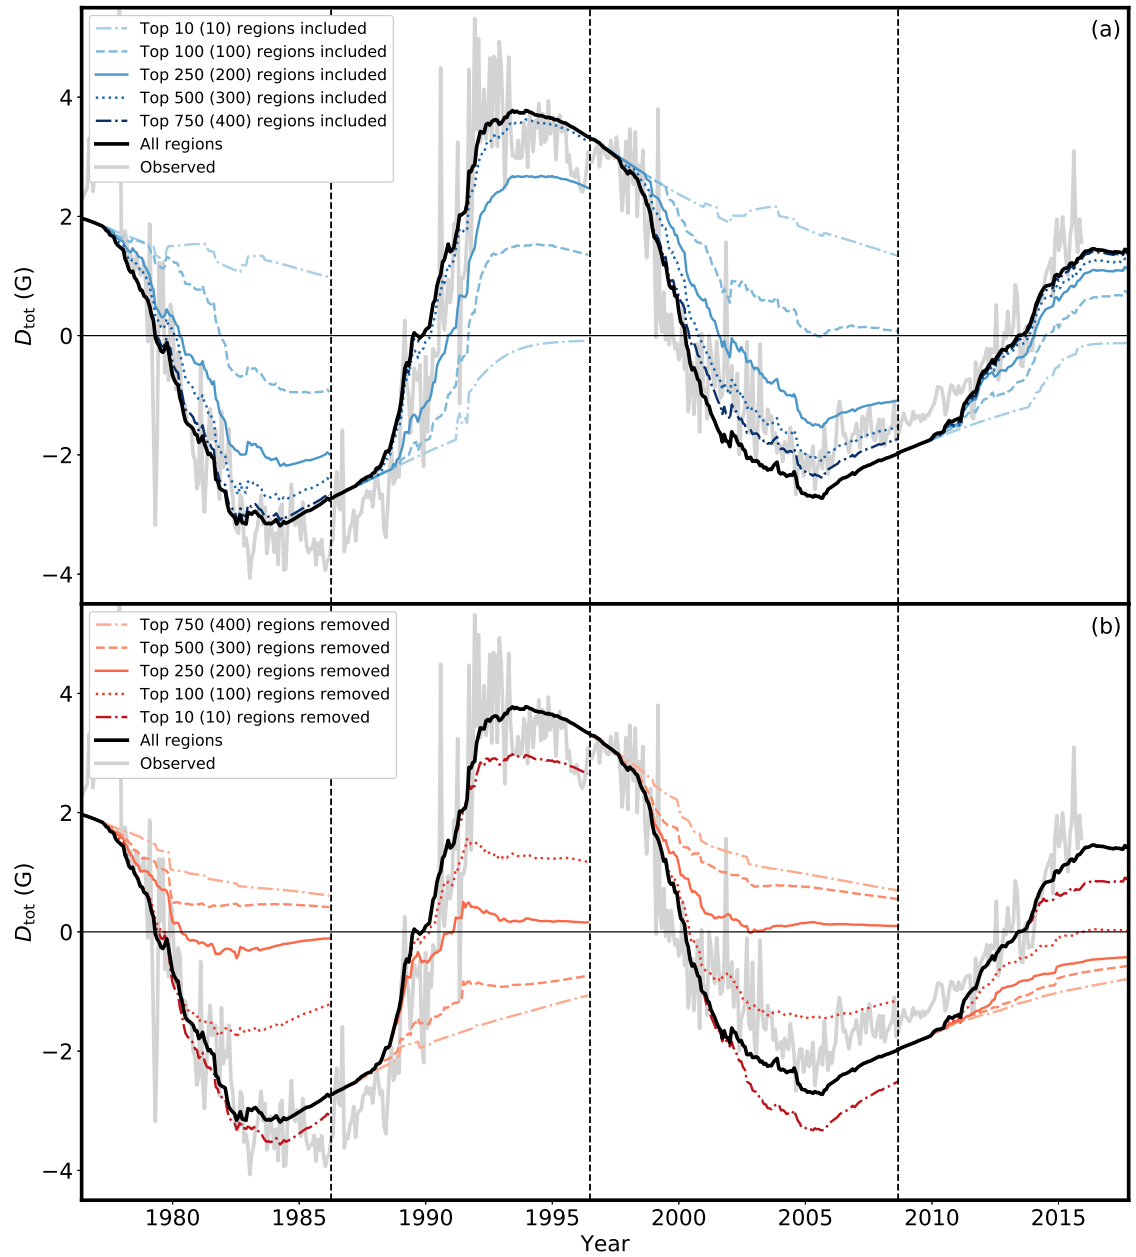 (a)
Top 10 (10) regions included
Top 100 (100) regions included
Top 250 (200) regions included
Top 500 (300) regions included
Top 750 (400) regions included
All regions
Observed
4
2
0
−2
−4
D_tot (G)
(b)
Top 750 (400) regions removed
Top 500 (300) regions removed
Top 250 (200) regions removed
Top 100 (100) regions removed
Top 10 (10) regions removed
All regions
Observed
4
2
0
−2
−4
D_tot (G)
1980 1985 1990 1995 2000 2005 2010 2015
Year